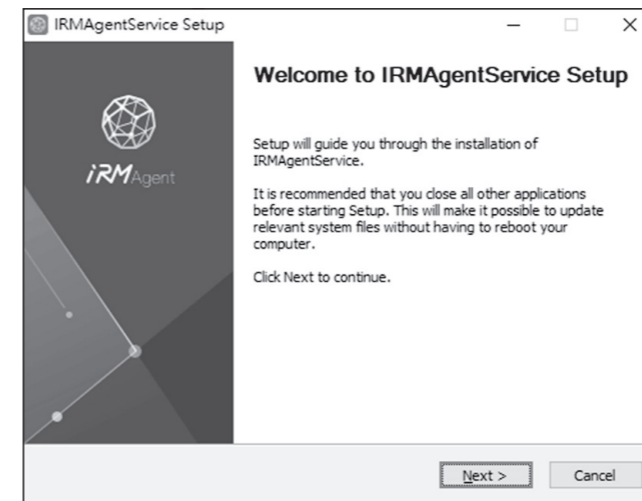 IRMAgentService Setup
iRMAgent
Welcome to IRMAgentService Setup
Setup will guide you through the installation of
IRMAgentService.
It is recommended that you close all other applications
before starting Setup. This will make it possible to update
relevant system files without having to reboot your
computer.
Click Next to continue.
Next > Cancel